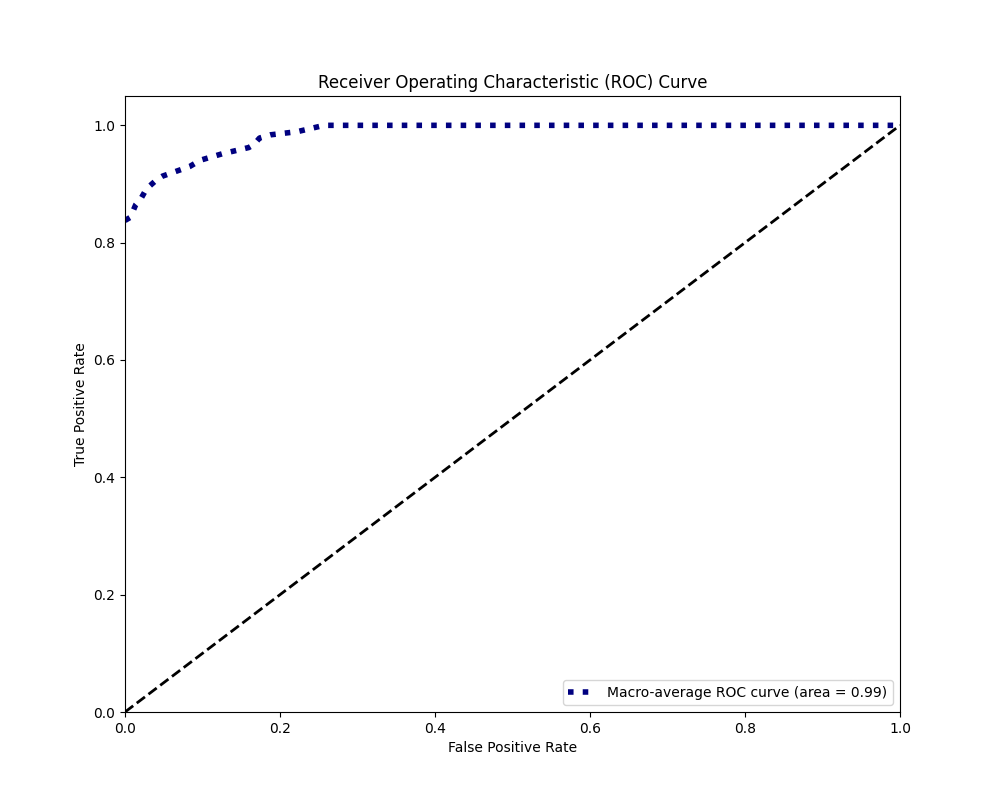 Receiver Operating Characteristic (ROC) Curve
True Positive Rate
1.0
0.8
0.6
0.4
0.2
0.0
Macro-average ROC curve (area = 0.99)
0.0 0.2 0.4 0.6 0.8 1.0
False Positive Rate